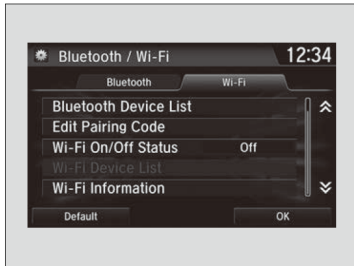 Bluetooth / Wi-Fi 12:34
Bluetooth Wi-Fi
Bluetooth Device List
Edit Pairing Code
Wi-Fi On/Off Status Off
Wi-Fi Device List
Wi-Fi Information
Default OK